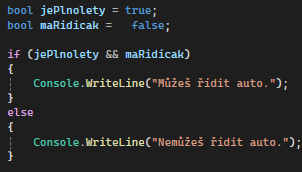 bool jePlnolety = true;
bool maRidicak =   false;
if (jePlnolety && maRidicak)
{
    Console.WriteLine("Můžeš řídit auto.");
}
else
{
    Console.WriteLine("Nemůžeš řídit auto.");
}